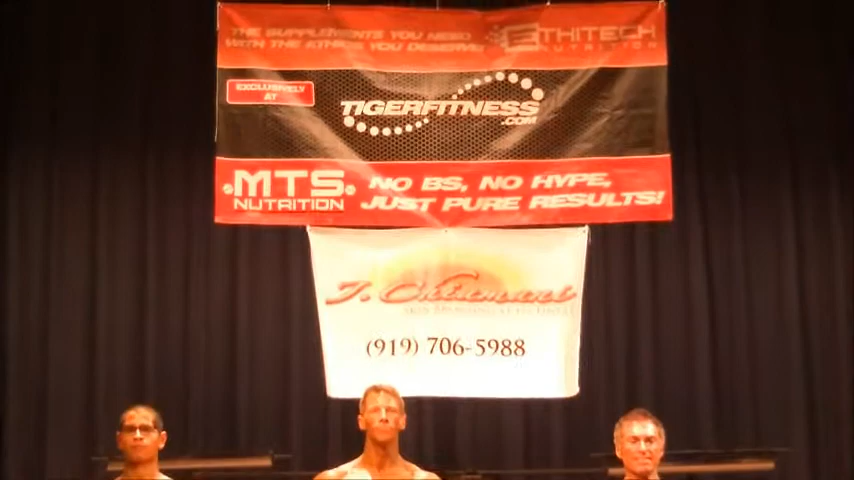 THE SUPPLEMENTS YOU NEED
WITH THE ETHICS YOU DESERVE
ETHITECH
NUTRITION
EXCLUSIVELY
AT
TIGERFITNESS
.COM
MTS
NUTRITION
NO BS, NO HYPE,
JUST PURE RESULTS!
SKIN
(919) 706-5988